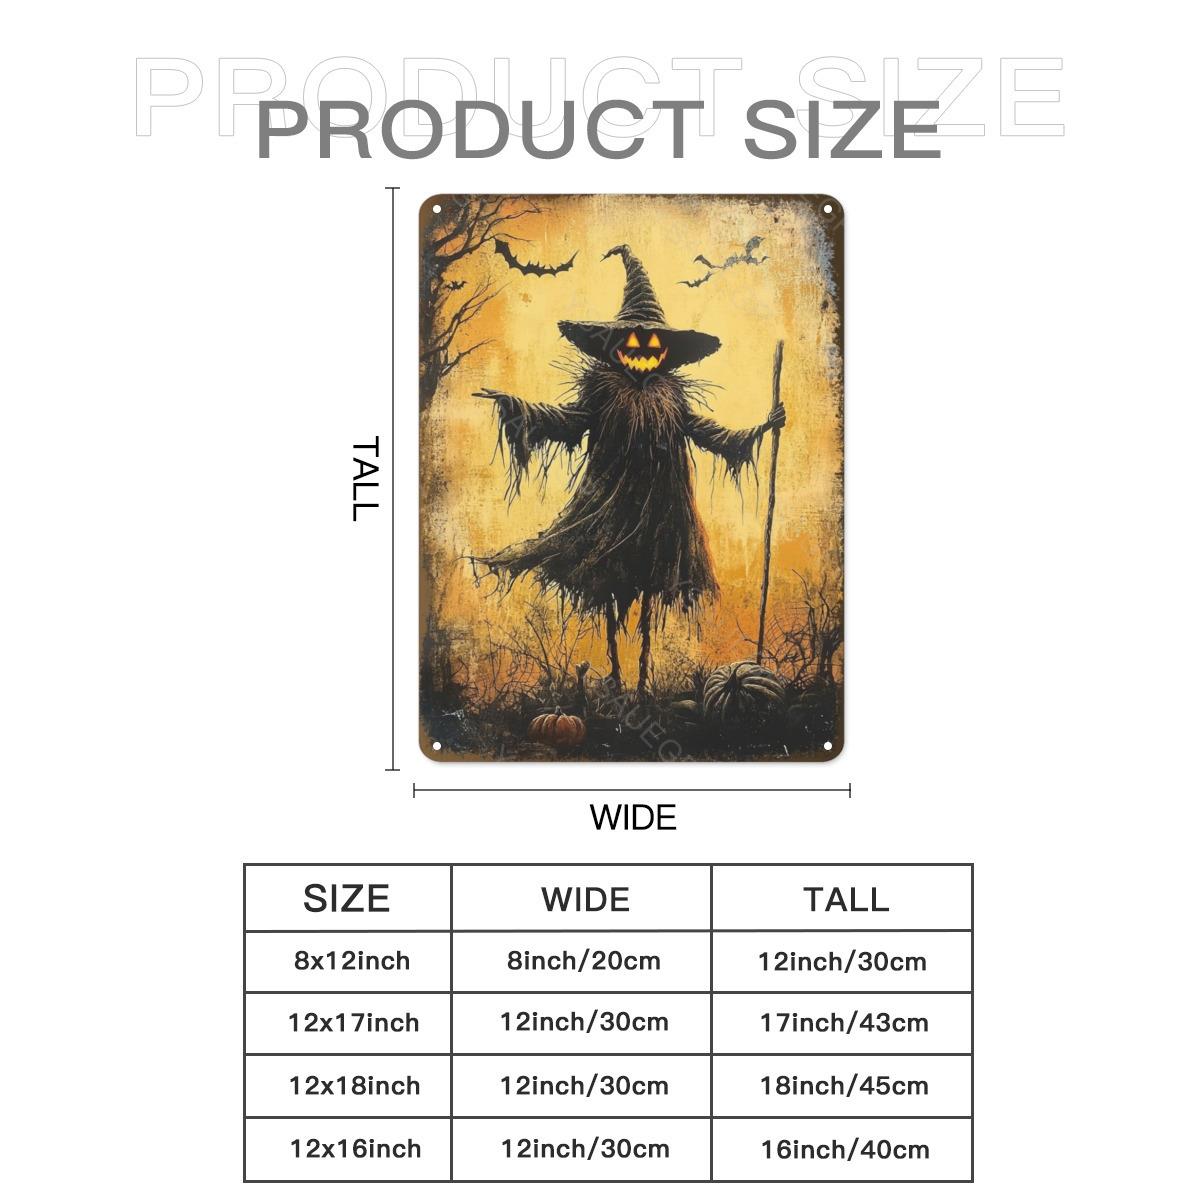 PRODUCT SIZE
PRODUCT SIZE
TALL
WIDE
SIZE WIDE TALL
8x12inch 8inch/20cm 12inch/30cm
12x17inch 12inch/30cm 17inch/43cm
12x18inch 12inch/30cm 18inch/45cm
12x16inch 12inch/30cm 16inch/40cm